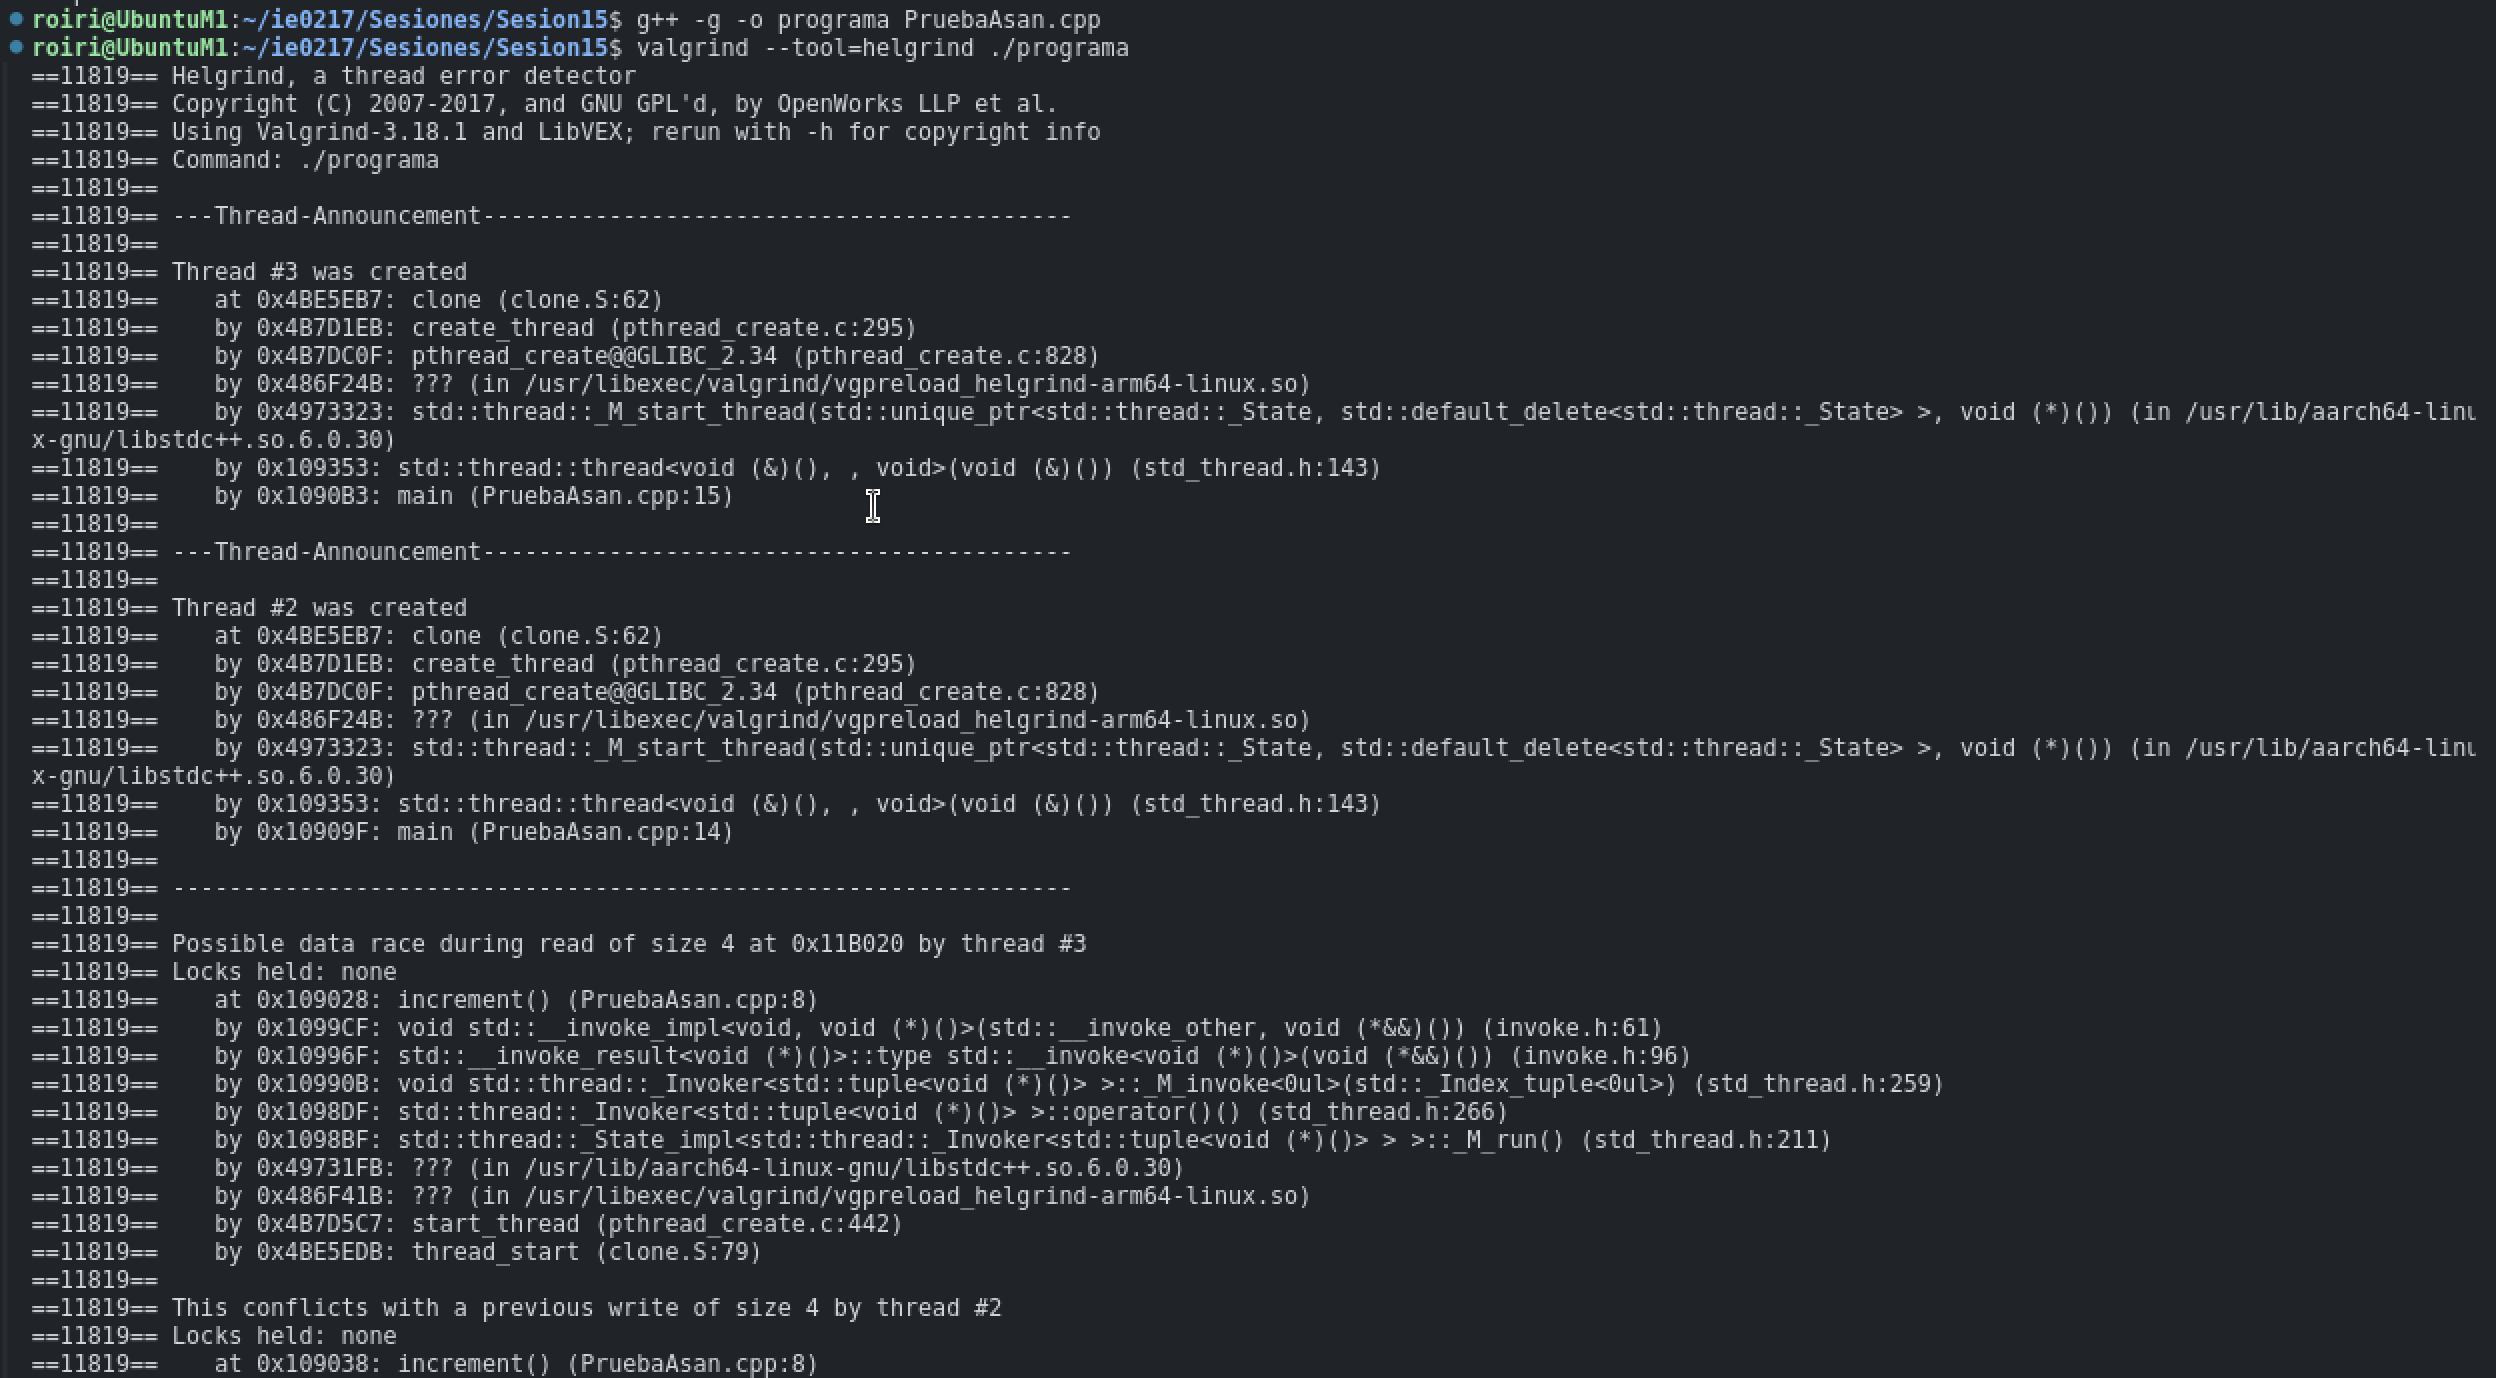 roiri@UbuntuM1:~/ie0217/Sesiones/Sesion15$ g++ -g -o programa PruebaAsan.cpp
roiri@UbuntuM1:~/ie0217/Sesiones/Sesion15$ valgrind --tool=helgrind ./programa
==11819== Helgrind, a thread error detector
==11819== Copyright (C) 2007-2017, and GNU GPL'd, by OpenWorks LLP et al.
==11819== Using Valgrind-3.18.1 and LibVEX; rerun with -h for copyright info
==11819== Command: ./programa
==11819==
==11819== ---Thread-Announcement------------------------------------------
==11819==
==11819== Thread #3 was created
==11819==    at 0x4BE5EB7: clone (clone.S:62)
==11819==    by 0x4B7D1EB: create_thread (pthread_create.c:295)
==11819==    by 0x4B7DC0F: pthread_create@@GLIBC_2.34 (pthread_create.c:828)
==11819==    by 0x486F24B: ??? (in /usr/libexec/valgrind/vgpreload_helgrind-arm64-linux.so)
==11819==    by 0x4973323: std::thread::_M_start_thread(std::unique_ptr<std::thread::_State, std::default_delete<std::thread::_State> >, void (*)()) (in /usr/lib/aarch64-linu
x-gnu/libstdc++.so.6.0.30)
==11819==    by 0x109353: std::thread::thread<void (&)(), , void>(void (&)()) (std_thread.h:143)
==11819==    by 0x1090B3: main (PruebaAsan.cpp:15)
==11819==
==11819== ---Thread-Announcement------------------------------------------
==11819==
==11819== Thread #2 was created
==11819==    at 0x4BE5EB7: clone (clone.S:62)
==11819==    by 0x4B7D1EB: create_thread (pthread_create.c:295)
==11819==    by 0x4B7DC0F: pthread_create@@GLIBC_2.34 (pthread_create.c:828)
==11819==    by 0x486F24B: ??? (in /usr/libexec/valgrind/vgpreload_helgrind-arm64-linux.so)
==11819==    by 0x4973323: std::thread::_M_start_thread(std::unique_ptr<std::thread::_State, std::default_delete<std::thread::_State> >, void (*)()) (in /usr/lib/aarch64-linu
x-gnu/libstdc++.so.6.0.30)
==11819==    by 0x109353: std::thread::thread<void (&)(), , void>(void (&)()) (std_thread.h:143)
==11819==    by 0x10909F: main (PruebaAsan.cpp:14)
==11819==
==11819== ----------------------------------------------------------------
==11819==
==11819== Possible data race during read of size 4 at 0x11B020 by thread #3
==11819== Locks held: none
==11819==    at 0x109028: increment() (PruebaAsan.cpp:8)
==11819==    by 0x1099CF: void std::__invoke_impl<void, void (*)()>(std::__invoke_other, void (*&&)()) (invoke.h:61)
==11819==    by 0x10996F: std::__invoke_result<void (*)()>::type std::__invoke<void (*)()>(void (*&&)()) (invoke.h:96)
==11819==    by 0x10990B: void std::thread::_Invoker<std::tuple<void (*)()> >::_M_invoke<0ul>(std::_Index_tuple<0ul>) (std_thread.h:259)
==11819==    by 0x1098DF: std::thread::_Invoker<std::tuple<void (*)()> >::operator()() (std_thread.h:266)
==11819==    by 0x1098BF: std::thread::_State_impl<std::thread::_Invoker<std::tuple<void (*)()> > >::_M_run() (std_thread.h:211)
==11819==    by 0x49731FB: ??? (in /usr/lib/aarch64-linux-gnu/libstdc++.so.6.0.30)
==11819==    by 0x486F41B: ??? (in /usr/libexec/valgrind/vgpreload_helgrind-arm64-linux.so)
==11819==    by 0x4B7D5C7: start_thread (pthread_create.c:442)
==11819==    by 0x4BE5EDB: thread_start (clone.S:79)
==11819==
==11819== This conflicts with a previous write of size 4 by thread #2
==11819== Locks held: none
==11819==    at 0x109038: increment() (PruebaAsan.cpp:8)